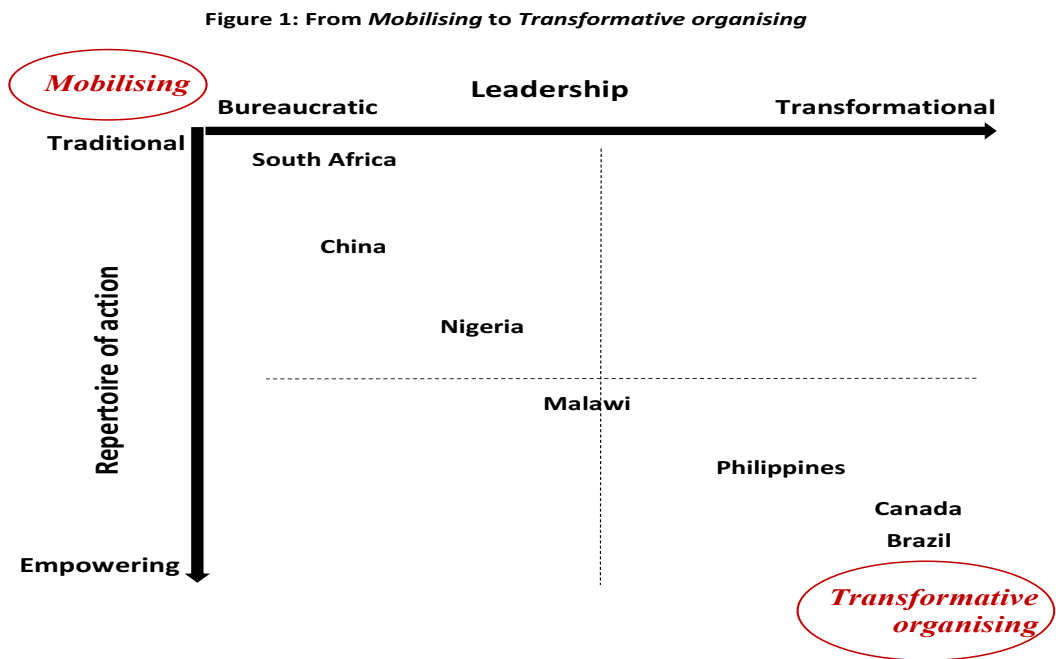 Figure 1: From Mobilising to Transformative organising
Mobilising
Leadership
Bureaucratic
Transformational
Traditional
South Africa
China
Nigeria
Repertoire of action
Malawi
Philippines
Canada
Brazil
Empowering
Transformative
organising